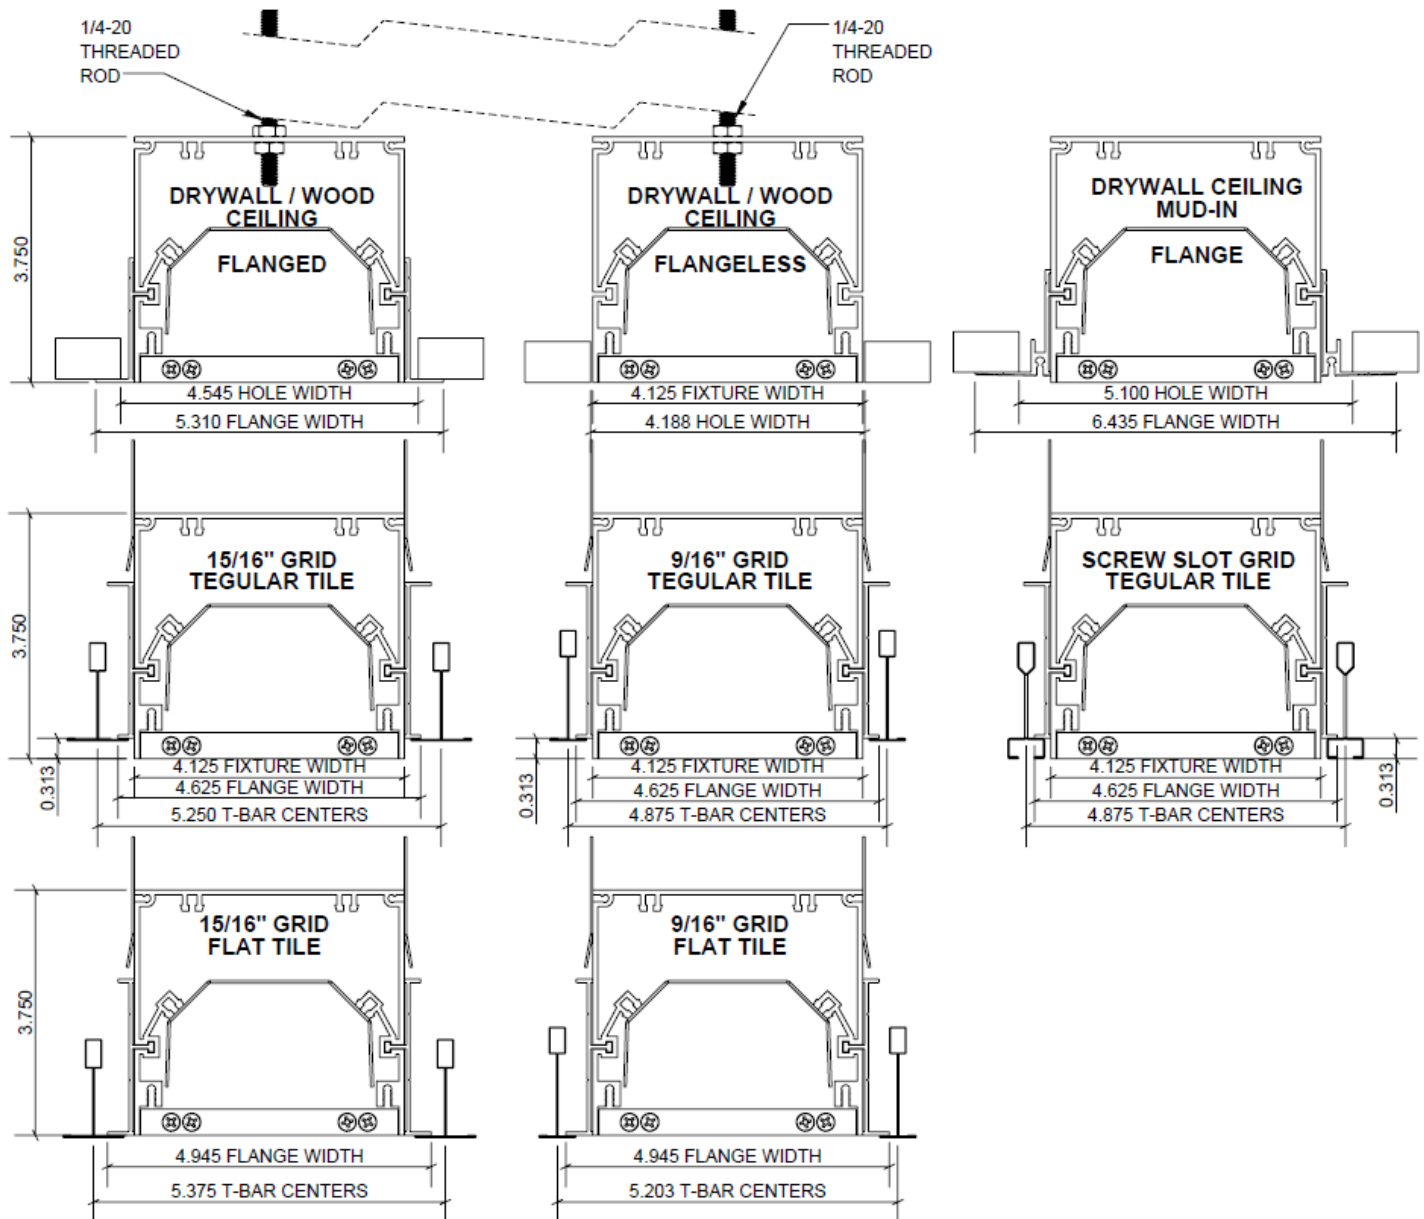 1/4-20
THREADED
ROD
1/4-20
THREADED
ROD
3.750
DRYWALL / WOOD
CEILING
FLANGED
4.545 HOLE WIDTH
5.310 FLANGE WIDTH
DRYWALL / WOOD
CEILING
FLANGELESS
4.125 FIXTURE WIDTH
4.188 HOLE WIDTH
DRYWALL CEILING
MUD-IN
FLANGE
5.100 HOLE WIDTH
6.435 FLANGE WIDTH
3.750
0.313
15/16" GRID
TEGULAR TILE
4.125 FIXTURE WIDTH
4.625 FLANGE WIDTH
5.250 T-BAR CENTERS
0.313
9/16" GRID
TEGULAR TILE
4.125 FIXTURE WIDTH
4.625 FLANGE WIDTH
4.875 T-BAR CENTERS
SCREW SLOT GRID
TEGULAR TILE
4.125 FIXTURE WIDTH
4.625 FLANGE WIDTH
4.875 T-BAR CENTERS
0.313
3.750
15/16" GRID
FLAT TILE
4.945 FLANGE WIDTH
5.375 T-BAR CENTERS
9/16" GRID
FLAT TILE
4.945 FLANGE WIDTH
5.203 T-BAR CENTERS